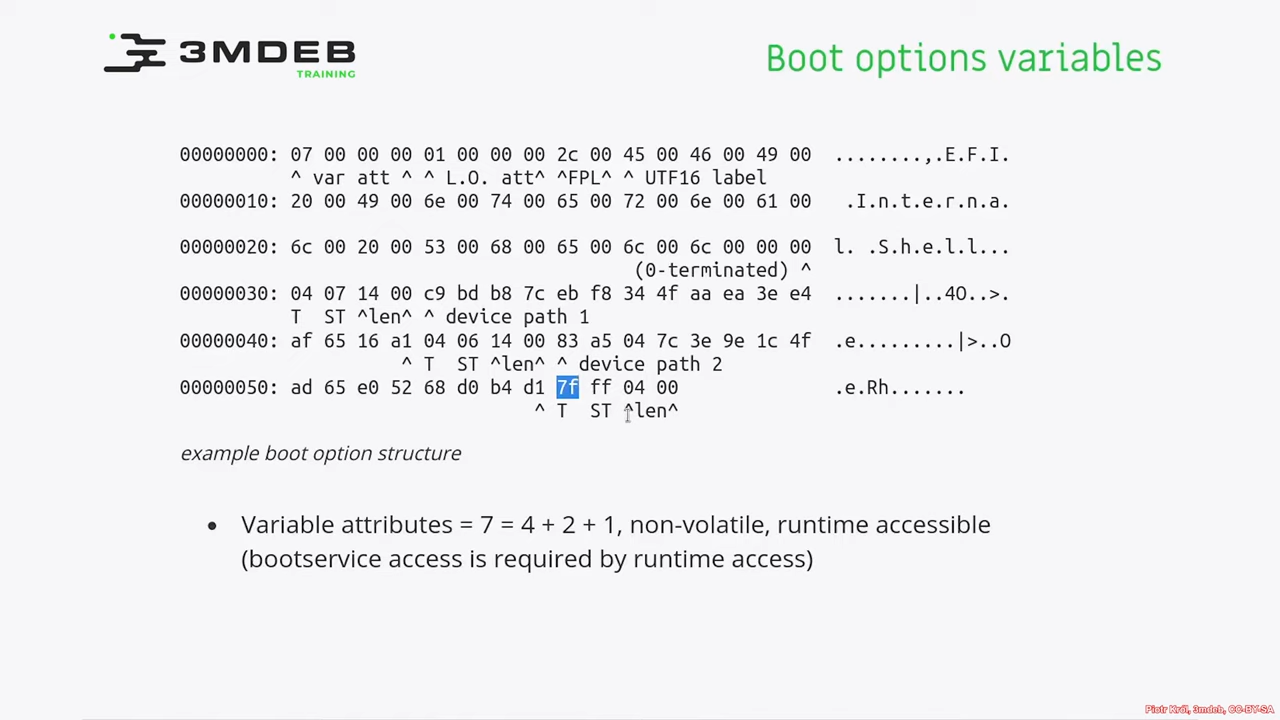 3MDEB
TRAINING
Boot options variables
00000000: 07 00 00 00 01 00 00 00 2c 00 45 00 46 00 49 00 ........,.E.F.I.
^ var att ^ ^ L.O. att^ ^FPL^ ^ UTF16 label
00000010: 20 00 49 00 6e 00 74 00 65 00 72 00 6e 00 61 00 .I.n.t.e.r.n.a.
00000020: 6c 00 20 00 53 00 68 00 65 00 6c 00 6c 00 00 00 l. .S.h.e.l.l...
(0-terminated) ^
00000030: 04 07 14 00 c9 bd b8 7c eb f8 34 4f aa ea 3e e4 .......|..4O..>.
T ST ^len^ ^ device path 1
00000040: af 65 16 a1 04 06 14 00 83 a5 04 7c 3e 9e 1c 4f .e.........|>..O
^ T ST ^len^ ^ device path 2
00000050: ad 65 e0 52 68 d0 b4 d1 7f ff 04 00 .e.Rh.......
^ T ST ^len^
example boot option structure
• Variable attributes = 7 = 4 + 2 + 1, non-volatile, runtime accessible
(bootservice access is required by runtime access)
Piotr Król, 3mdeb, CC-BY-SA